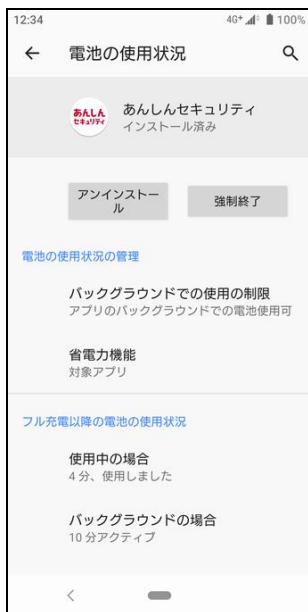 12:34
4G+ 100%
電池の使用状況
あんしん
セキュリティ
あんしんセキュリティ
インストール済み
アンインストー
ル
強制終了
電池の使用状況の管理
バックグラウンドでの使用の制限
アプリのバックグラウンドでの電池使用可
省電力機能
対象アプリ
フル充電以降の電池の使用状況
使用中の場合
4 分、使用しました
バックグラウンドの場合
10 分アクティブ